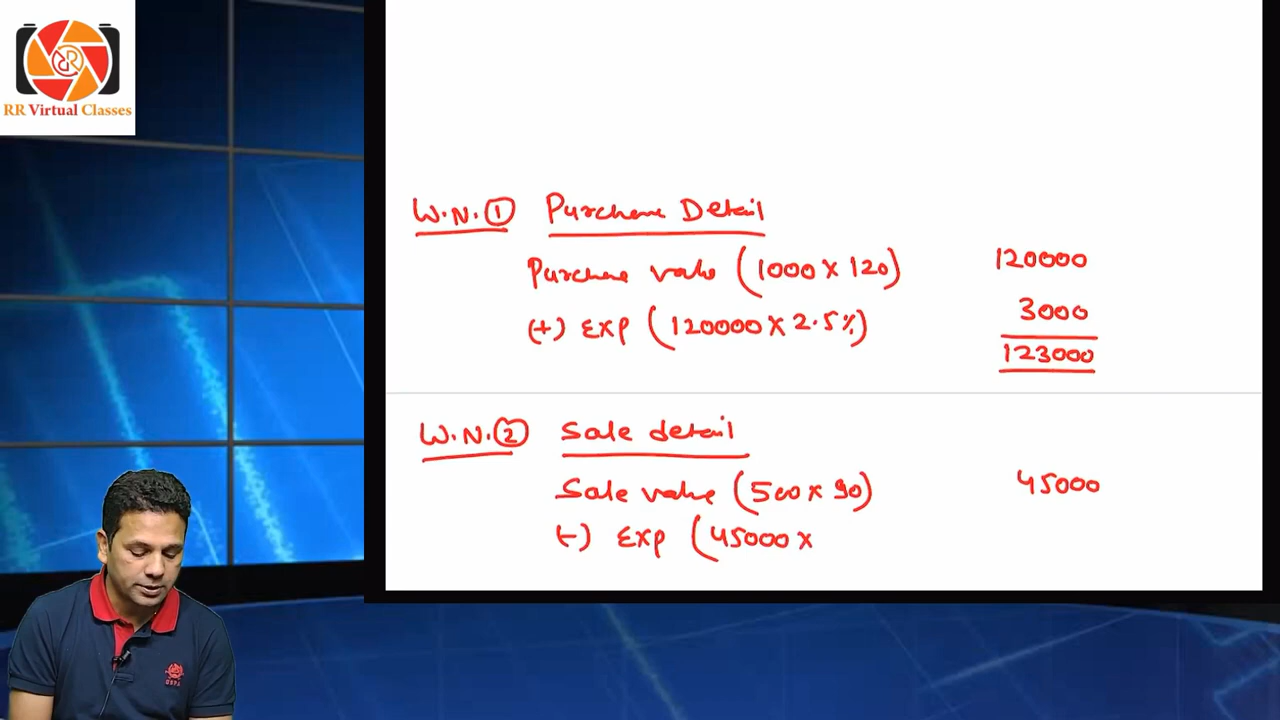 RR Virtual Classes
W.N.① Purchase Detail
Purchase value (1000 x 120) 120000
(+) Exp (120000 x 2.5%) 3000
123000
W.N.② Sale detail
Sale value (500 x 90) 45000
(-) Exp (45000 x
GSPA